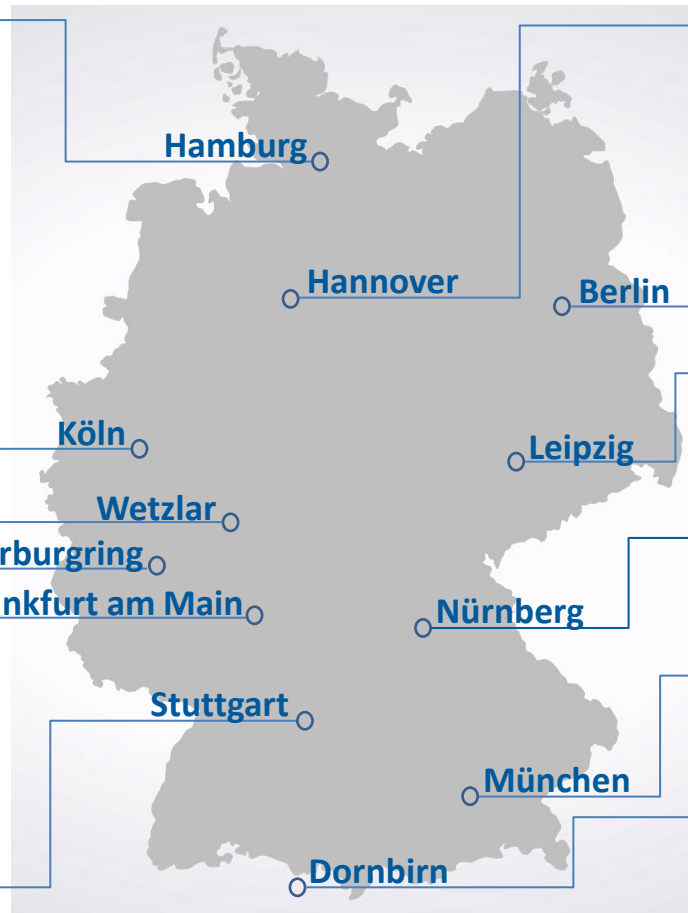 Hamburg
Hannover
Berlin
Köln
Leipzig
Wetzlar
rburgring
nkfurt am Main
Nürnberg
Stuttgart
München
Dornbirn